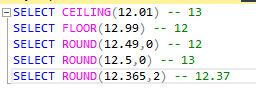 SELECT CEILING(12.01) -- 13
SELECT FLOOR(12.99) -- 12
SELECT ROUND(12.49,0) -- 12
SELECT ROUND(12.5,0) -- 13
SELECT ROUND(12.365,2) -- 12.37